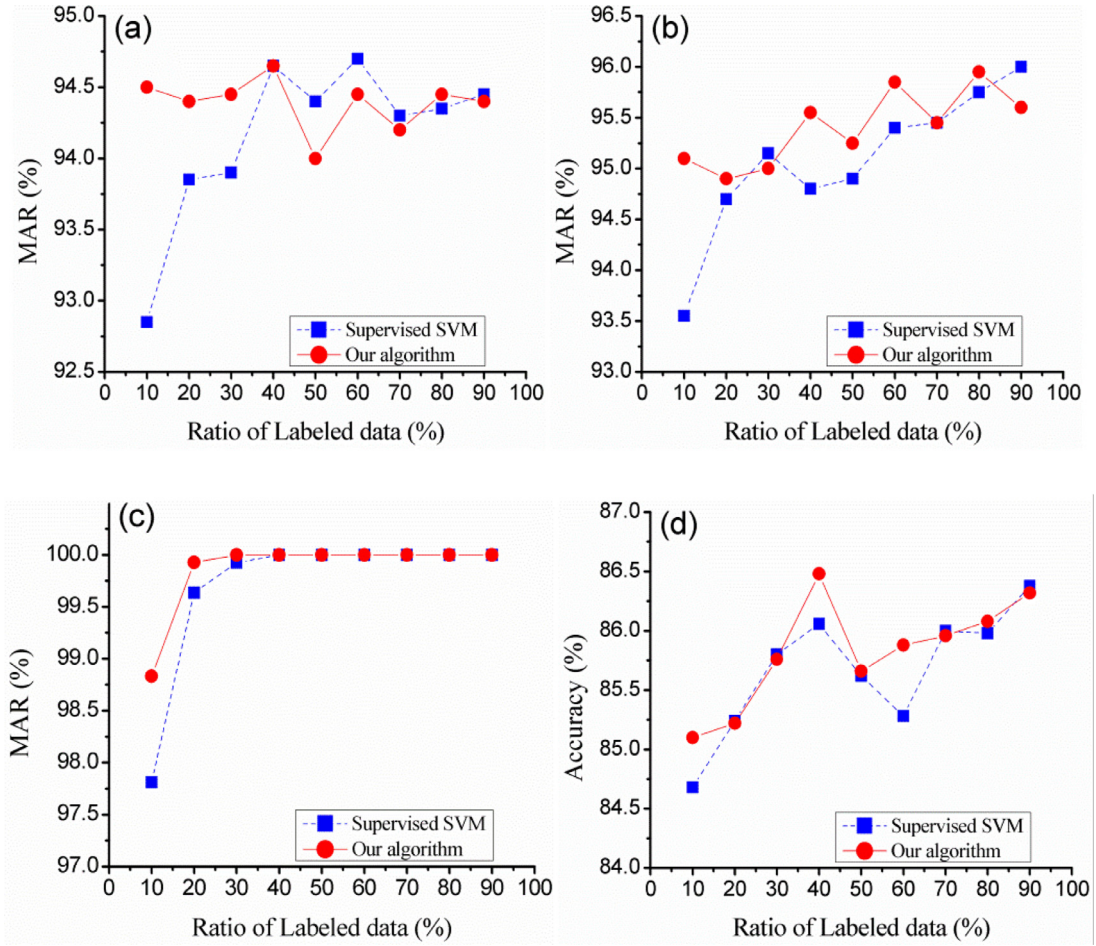 (a)
95.0
94.5
94.0
93.5
93.0
92.5
MAR (%)
0 10 20 30 40 50 60 70 80 90 100
Ratio of Labeled data (%)
Supervised SVM
Our algorithm
(b)
96.5
96.0
95.5
95.0
94.5
94.0
93.5
93.0
MAR (%)
0 10 20 30 40 50 60 70 80 90 100
Ratio of Labeled data (%)
Supervised SVM
Our algorithm
(c)
100.0
99.5
99.0
98.5
98.0
97.5
97.0
MAR (%)
0 10 20 30 40 50 60 70 80 90 100
Ratio of Labeled data (%)
Supervised SVM
Our algorithm
(d)
87.0
86.5
86.0
85.5
85.0
84.5
84.0
Accuracy (%)
0 10 20 30 40 50 60 70 80 90 100
Ratio of Labeled data (%)
Supervised SVM
Our algorithm